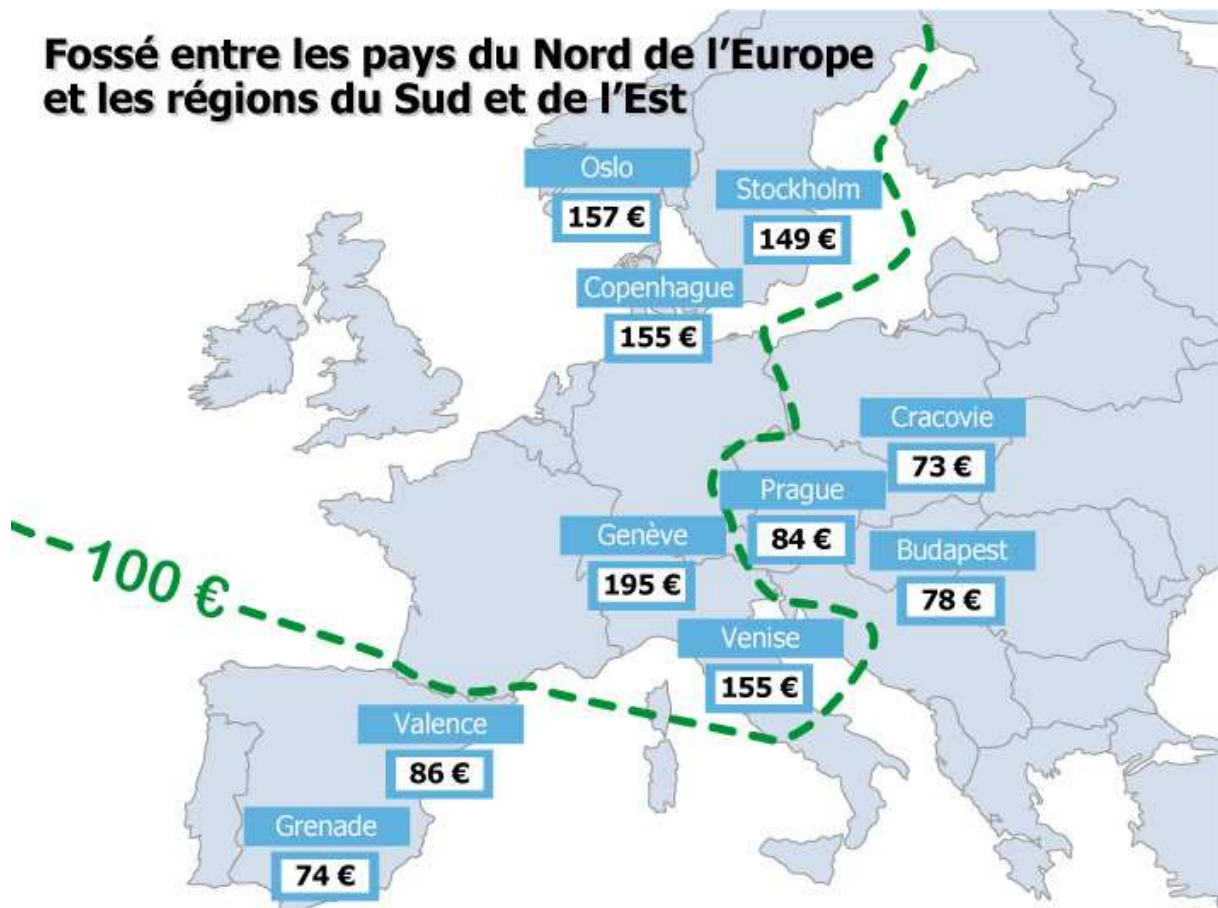 Fossé entre les pays du Nord de l'Europe
et les régions du Sud et de l'Est
Oslo
157 €
Stockholm
149 €
Copenhague
155 €
Cracovie
73 €
Prague
84 €
Genève
195 €
Budapest
78 €
100 €
Venise
155 €
Valence
86 €
Grenade
74 €